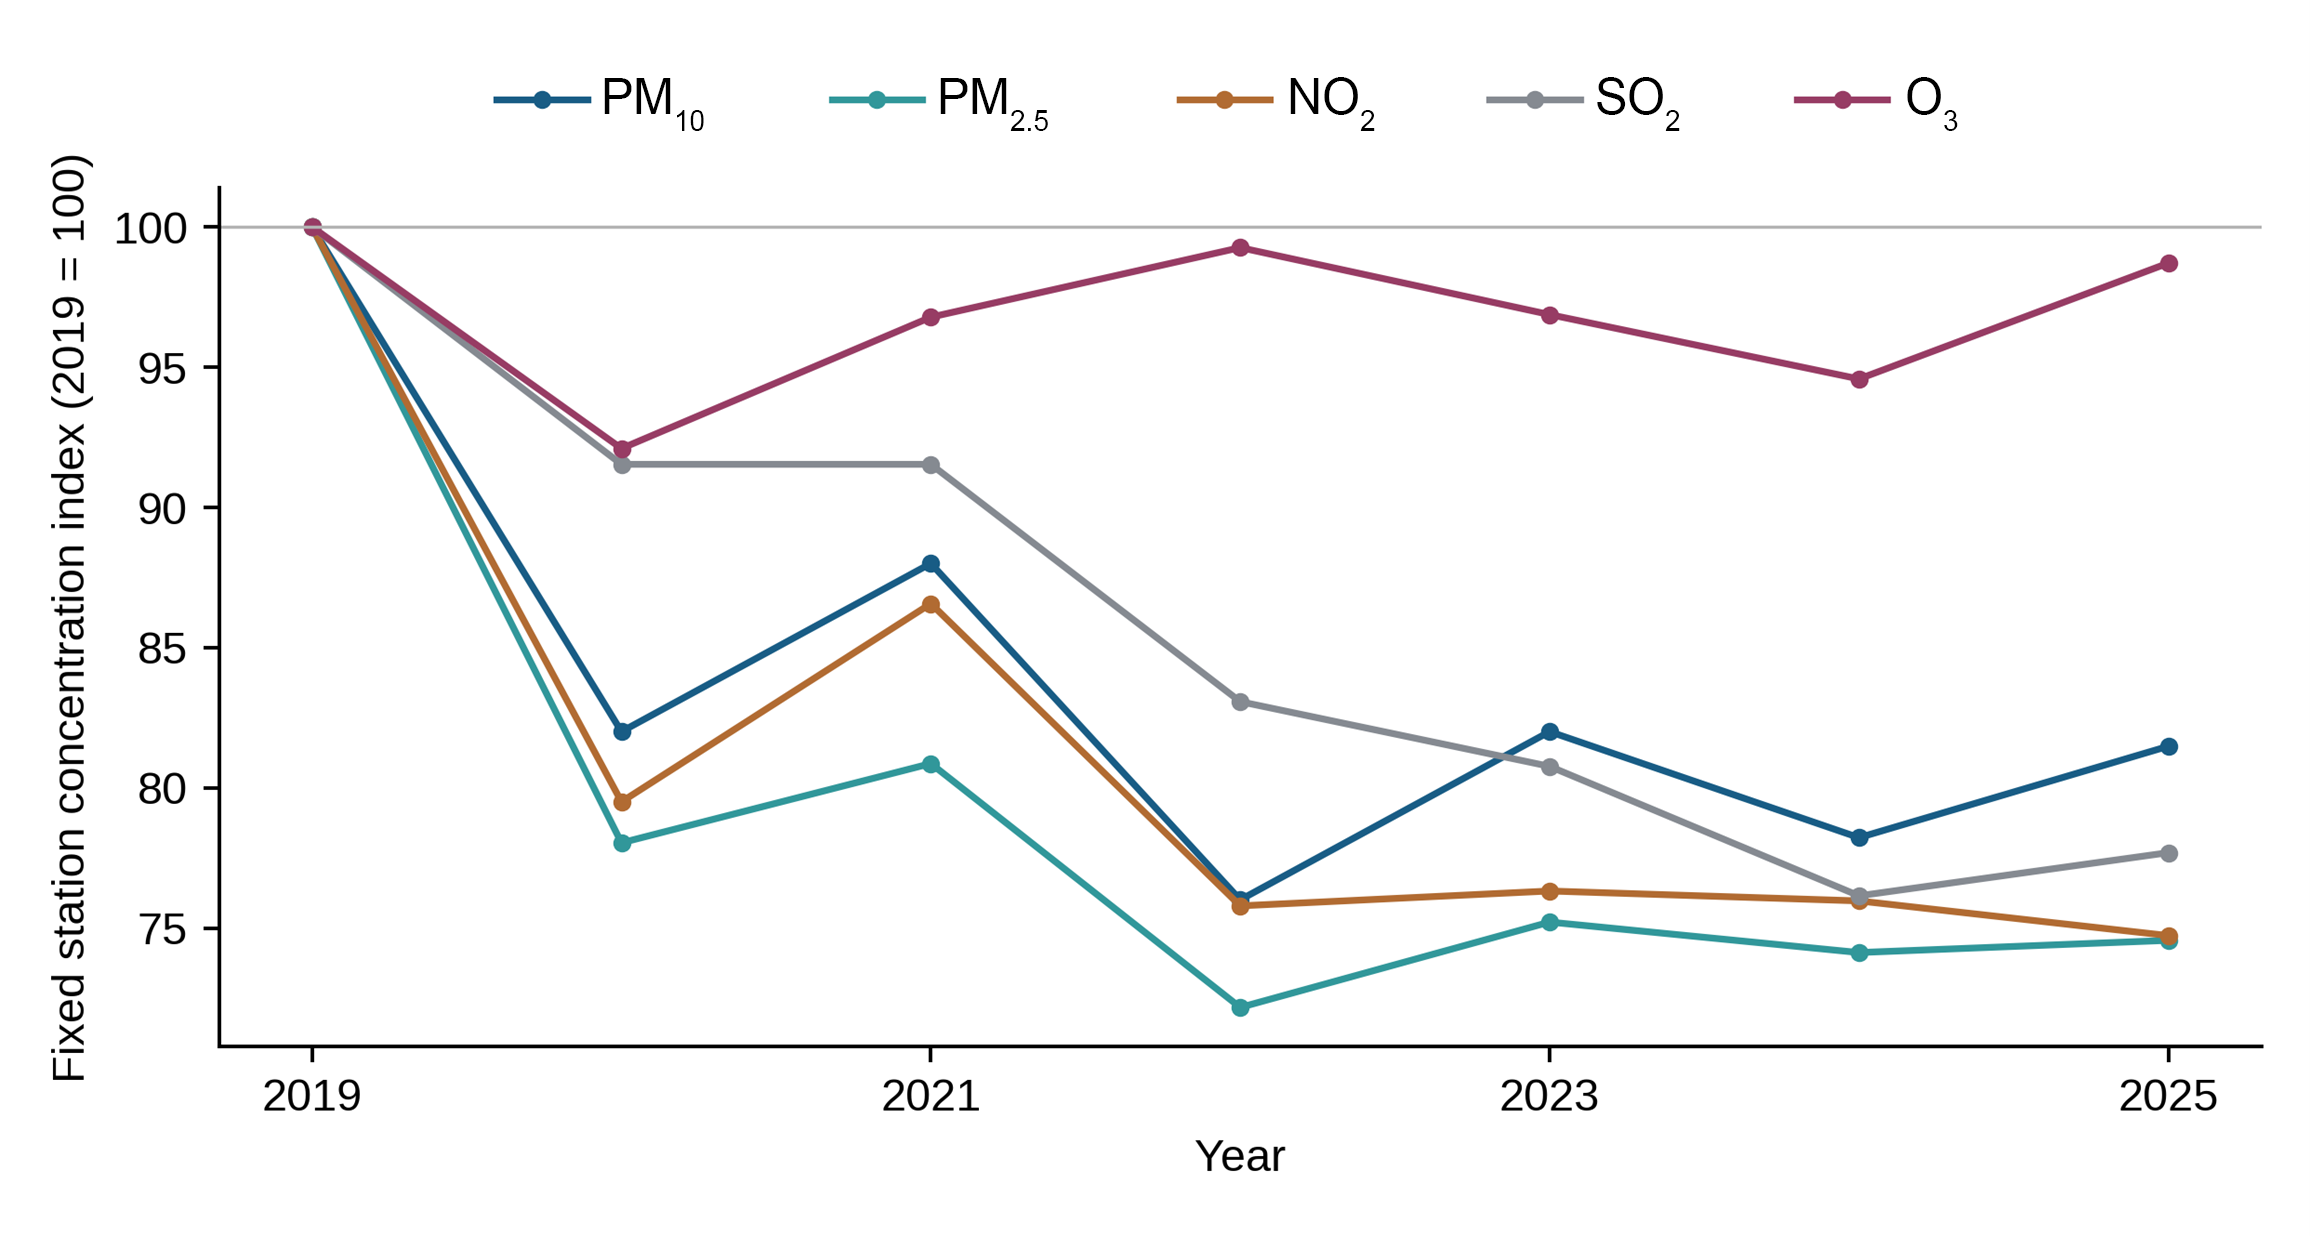 PM10 PM2.5 NO2 SO2 O3
Fixed station concentration index (2019 = 100)
100
95
90
85
80
75
2019 2021 2023 2025
Year